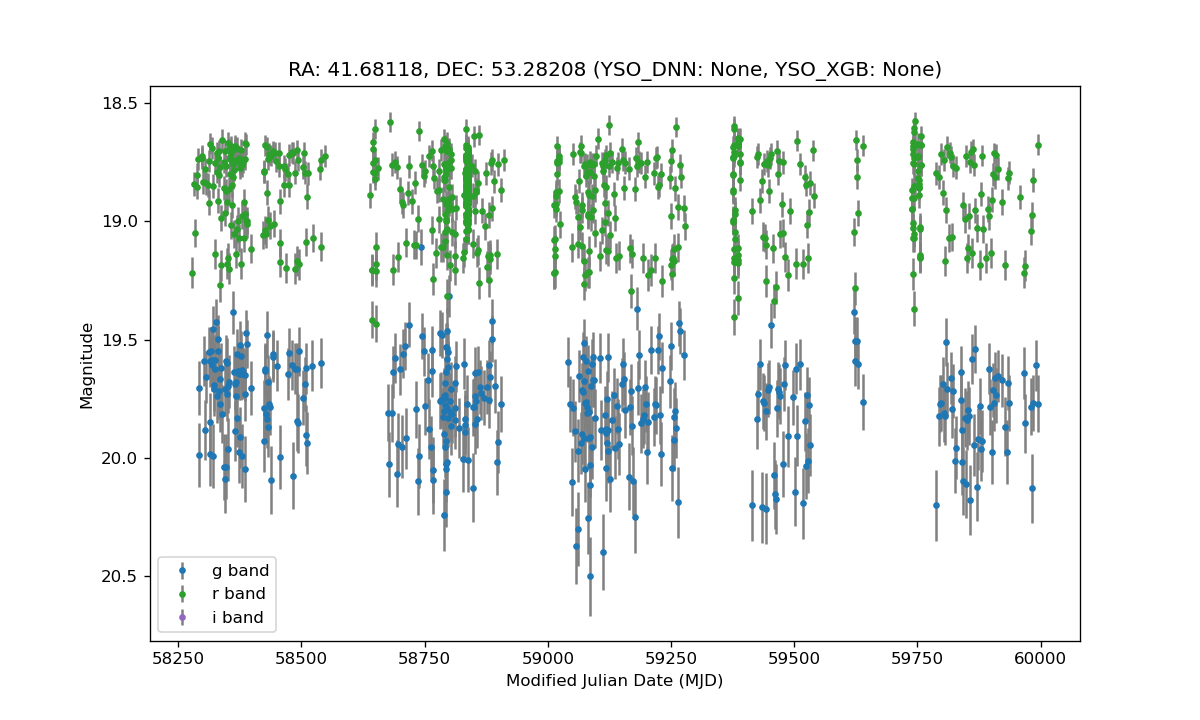 RA: 41.68118, DEC: 53.28208 (YSO_DNN: None, YSO_XGB: None)
18.5
19.0
19.5
20.0
20.5
Magnitude
g band
r band
i band
58250 58500 58750 59000 59250 59500 59750 60000
Modified Julian Date (MJD)